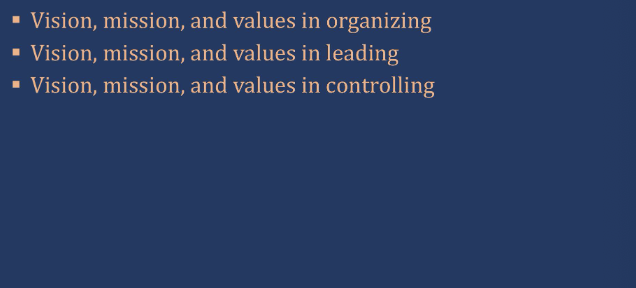 ▪ Vision, mission, and values in organizing
▪ Vision, mission, and values in leading
▪ Vision, mission, and values in controlling